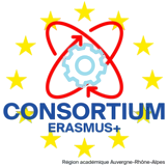 CONSORTIUM
ERASMUS+
Région académique Auvergne-Rhône-Alpes